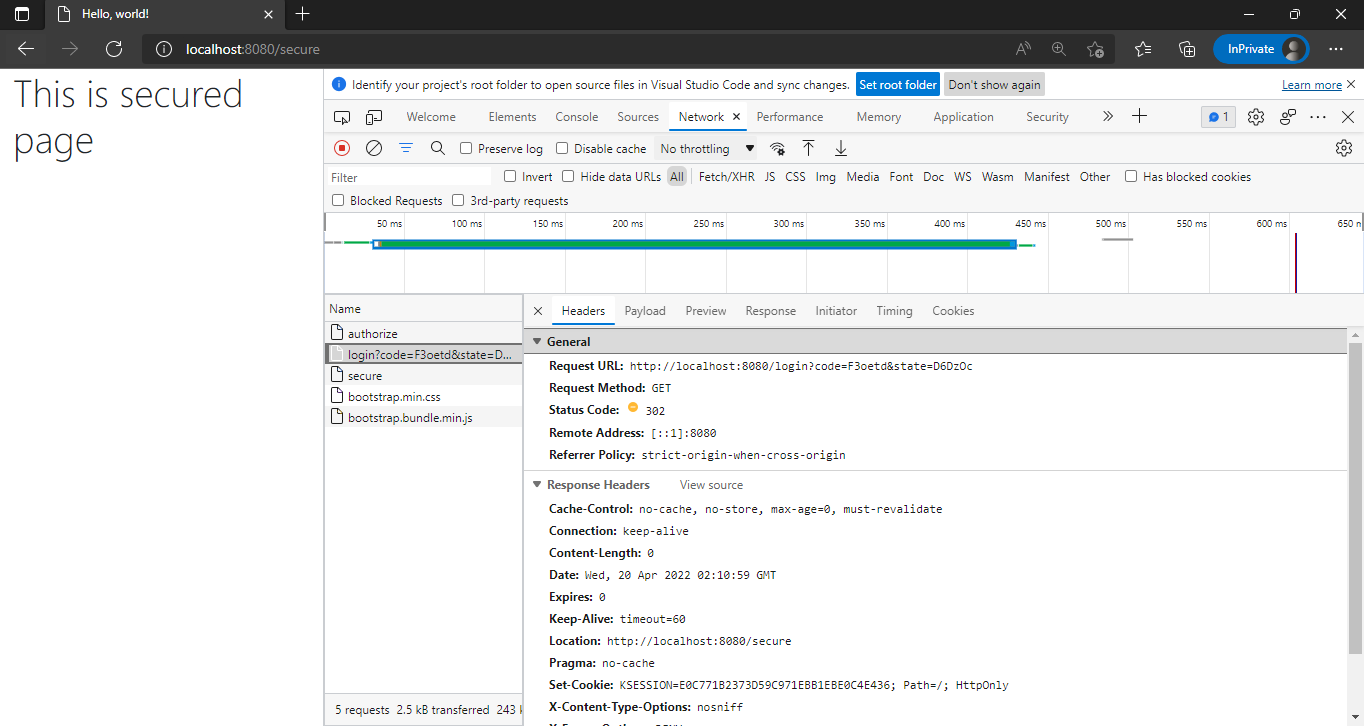 Hello, world!
localhost:8080/secure
InPrivate
This is secured
page
Identify your project's root folder to open source files in Visual Studio Code and sync changes. Set root folder Don't show again Learn more
Welcome Elements Console Sources Network Performance Memory Application Security 1
Preserve log Disable cache No throttling
Filter Invert Hide data URLs All Fetch/XHR JS CSS Img Media Font Doc WS Wasm Manifest Other Has blocked cookies
Blocked Requests 3rd-party requests
50 ms 100 ms 150 ms 200 ms 250 ms 300 ms 350 ms 400 ms 450 ms 500 ms 550 ms 600 ms 650 n
Name
authorize
login?code=F3oetd&state=D...
secure
bootstrap.min.css
bootstrap.bundle.min.js
5 requests 2.5 kB transferred 243 k
Headers Payload Preview Response Initiator Timing Cookies
General
Request URL: http://localhost:8080/login?code=F3oetd&state=D6DzOc
Request Method: GET
Status Code: 302
Remote Address: [::1]:8080
Referrer Policy: strict-origin-when-cross-origin
Response Headers View source
Cache-Control: no-cache, no-store, max-age=0, must-revalidate
Connection: keep-alive
Content-Length: 0
Date: Wed, 20 Apr 2022 02:10:59 GMT
Expires: 0
Keep-Alive: timeout=60
Location: http://localhost:8080/secure
Pragma: no-cache
Set-Cookie: KSESSION=E0C771B2373D59C971EBB1EBE0C4E436; Path=/; HttpOnly
X-Content-Type-Options: nosniff